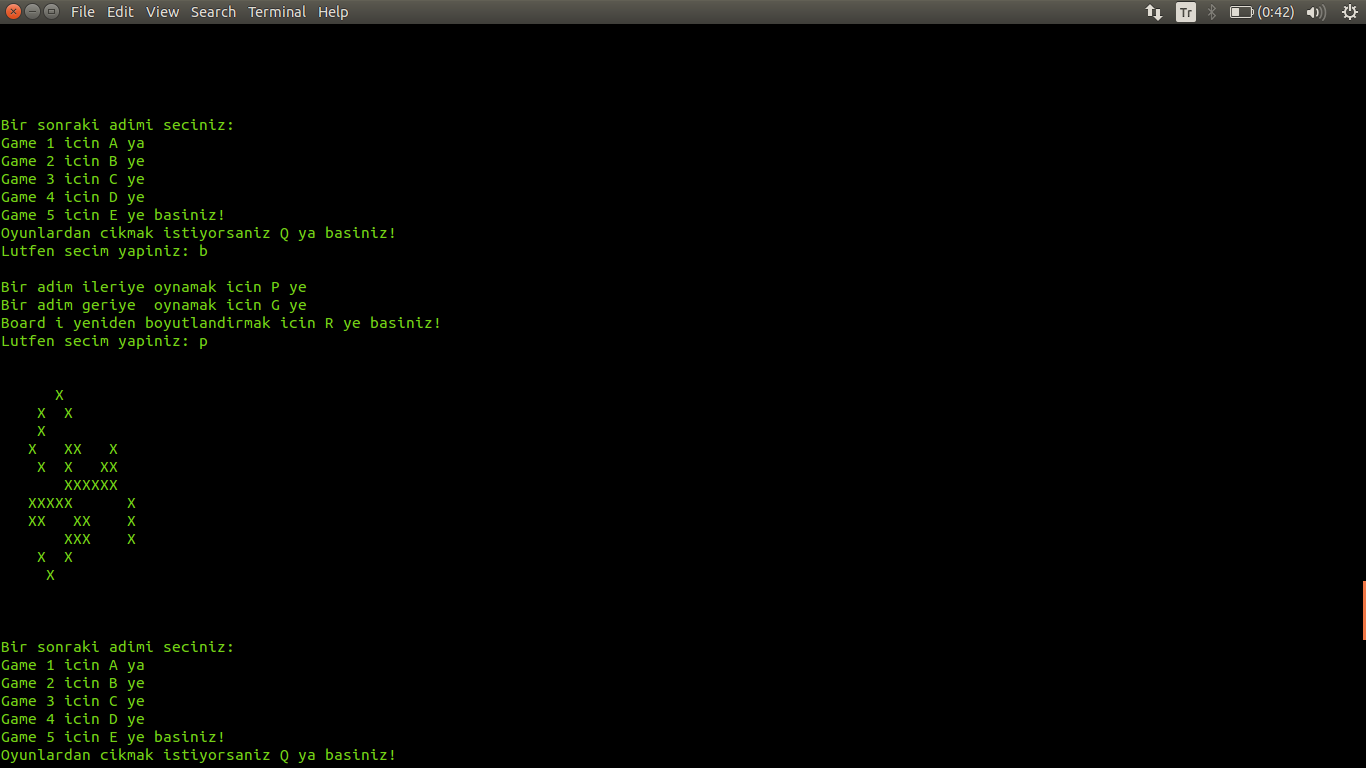 File Edit View Search Terminal Help Tr (0:42)
Bir sonraki adimi seciniz:
Game 1 icin A ya
Game 2 icin B ye
Game 3 icin C ye
Game 4 icin D ye
Game 5 icin E ye basiniz!
Oyunlardan cikmak istiyorsaniz Q ya basiniz!
Lutfen secim yapiniz: b
Bir adim ileriye oynamak icin P ye
Bir adim geriye  oynamak icin G ye
Board i yeniden boyutlandirmak icin R ye basiniz!
Lutfen secim yapiniz: p
      X
    X  X
    X
   X   XX   X
    X  X   XX
       XXXXXX
   XXXXX      X
   XX   XX    X
       XXX    X
    X  X
     X
Bir sonraki adimi seciniz:
Game 1 icin A ya
Game 2 icin B ye
Game 3 icin C ye
Game 4 icin D ye
Game 5 icin E ye basiniz!
Oyunlardan cikmak istiyorsaniz Q ya basiniz!